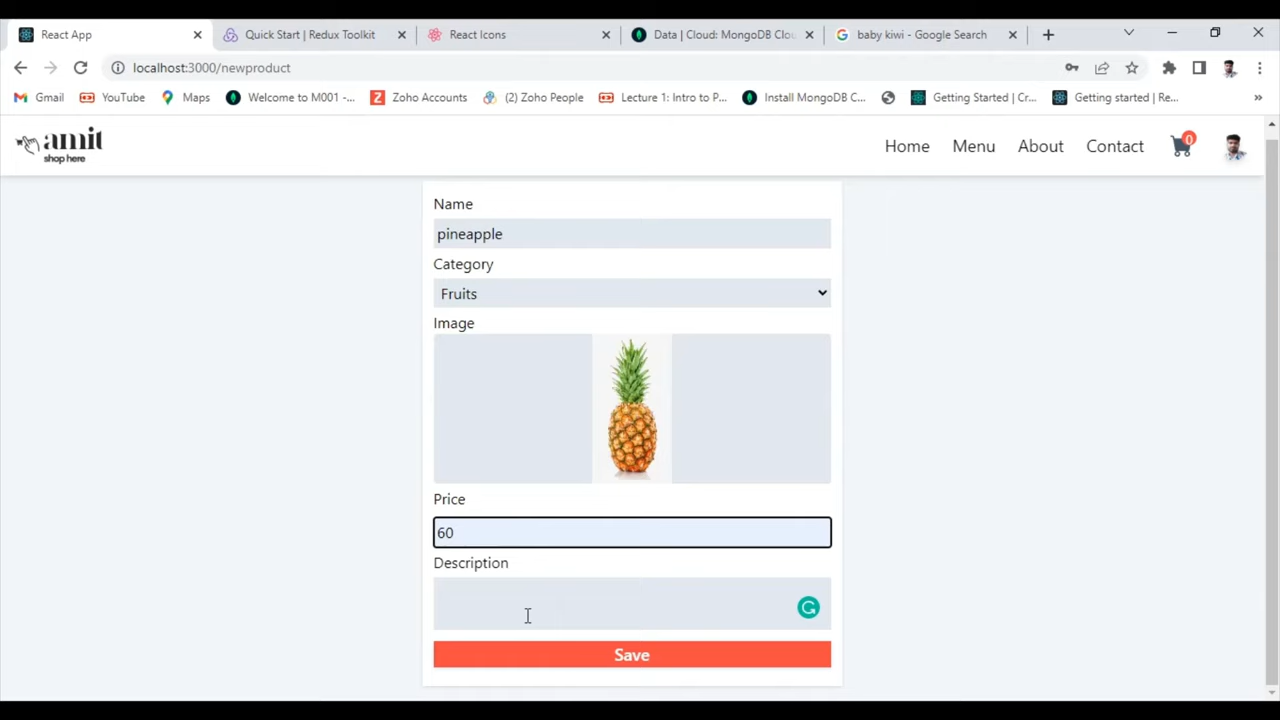 React App
Quick Start | Redux Toolkit
React Icons
Data | Cloud: MongoDB Clou
baby kiwi - Google Search
localhost:3000/newproduct
Gmail
YouTube
Maps
Welcome to M001 -...
Zoho Accounts
(2) Zoho People
Lecture 1: Intro to P...
Install MongoDB C...
Getting Started | Cr...
Getting started | Re...
amit
shop here
Home
Menu
About
Contact
0
Name
pineapple
Category
Fruits
Image
Price
60
Description
Save